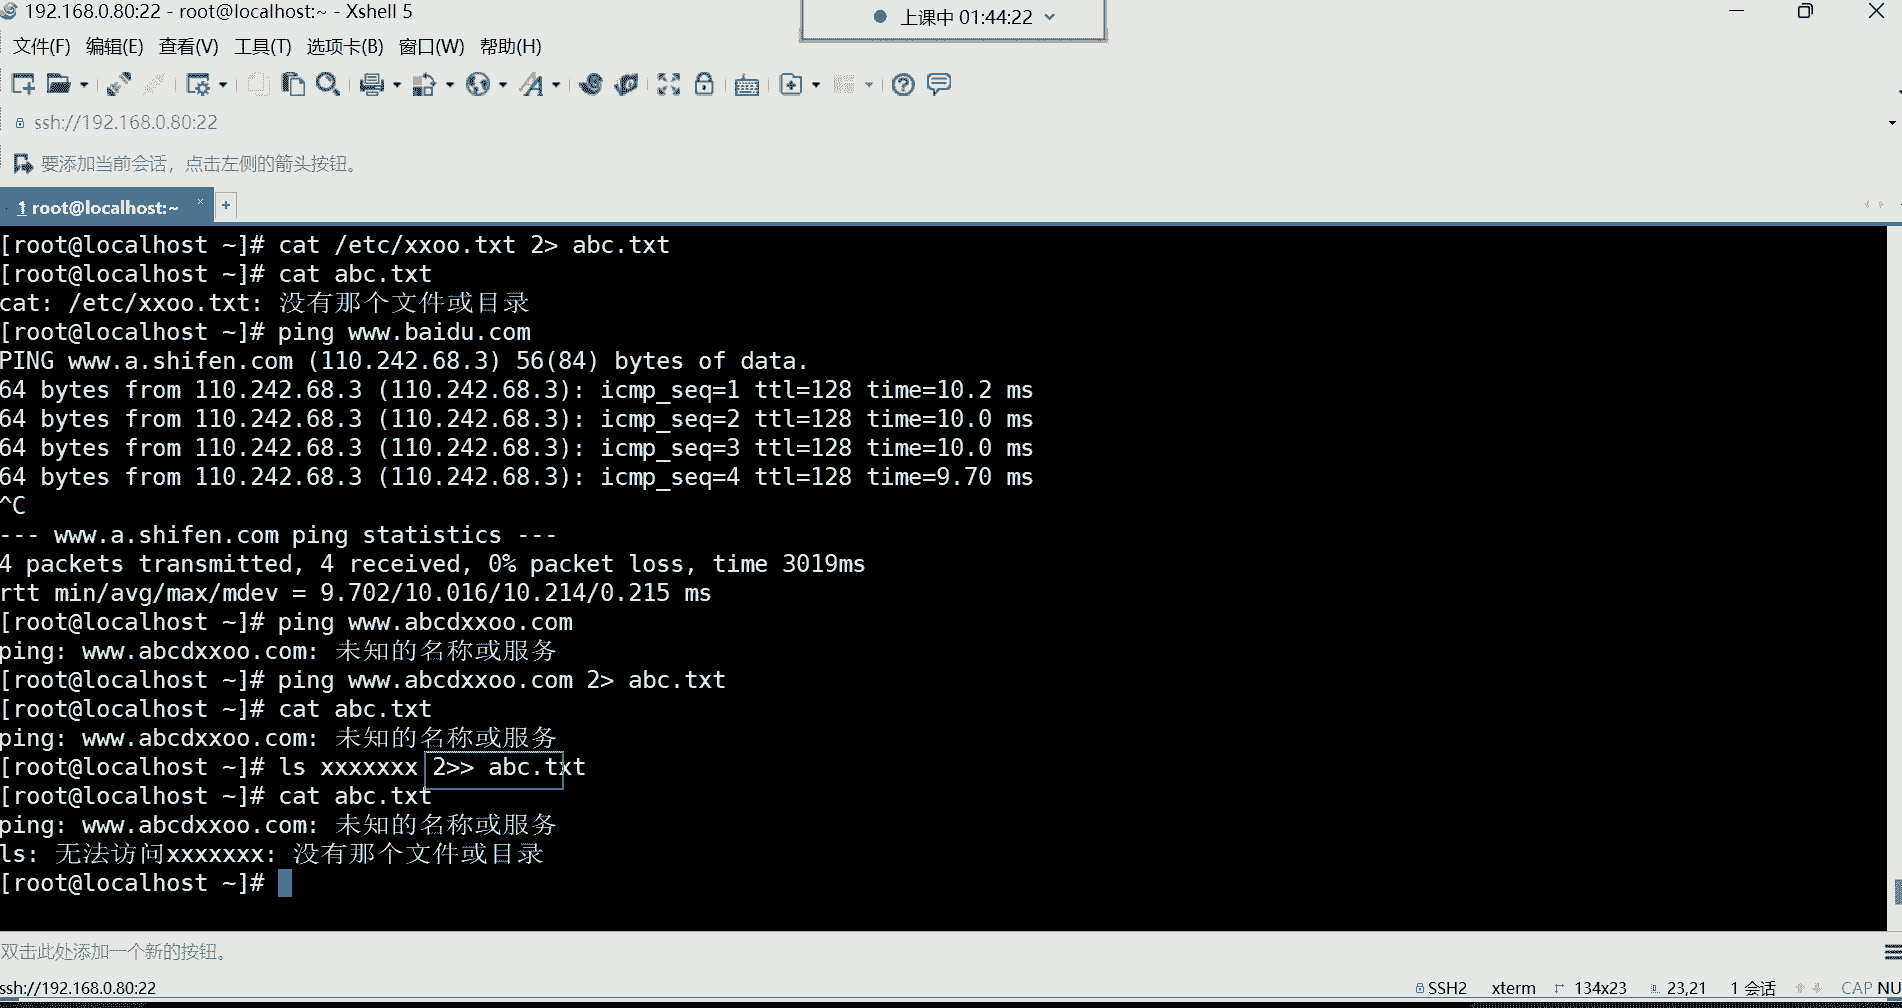 192.168.0.80:22 - root@localhost:~ - Xshell 5
上课中 01:44:22
文件(F) 编辑(E) 查看(V) 工具(T) 选项卡(B) 窗口(W) 帮助(H)
ssh://192.168.0.80:22
要添加当前会话，点击左侧的箭头按钮。
1 root@localhost:~
[root@localhost ~]# cat /etc/xxoo.txt 2> abc.txt
[root@localhost ~]# cat abc.txt
cat: /etc/xxoo.txt: 没有那个文件或目录
[root@localhost ~]# ping www.baidu.com
PING www.a.shifen.com (110.242.68.3) 56(84) bytes of data.
64 bytes from 110.242.68.3 (110.242.68.3): icmp_seq=1 ttl=128 time=10.2 ms
64 bytes from 110.242.68.3 (110.242.68.3): icmp_seq=2 ttl=128 time=10.0 ms
64 bytes from 110.242.68.3 (110.242.68.3): icmp_seq=3 ttl=128 time=10.0 ms
64 bytes from 110.242.68.3 (110.242.68.3): icmp_seq=4 ttl=128 time=9.70 ms
^C
--- www.a.shifen.com ping statistics ---
4 packets transmitted, 4 received, 0% packet loss, time 3019ms
rtt min/avg/max/mdev = 9.702/10.016/10.214/0.215 ms
[root@localhost ~]# ping www.abcdxxoo.com
ping: www.abcdxxoo.com: 未知的名称或服务
[root@localhost ~]# ping www.abcdxxoo.com 2> abc.txt
[root@localhost ~]# cat abc.txt
ping: www.abcdxxoo.com: 未知的名称或服务
[root@localhost ~]# ls xxxxxxx 2>> abc.txt
[root@localhost ~]# cat abc.txt
ping: www.abcdxxoo.com: 未知的名称或服务
ls: 无法访问xxxxxxx: 没有那个文件或目录
[root@localhost ~]#
双击此处添加一个新的按钮。
ssh://192.168.0.80:22 SSH2 xterm 134x23 23,21 1 会话 CAP NU